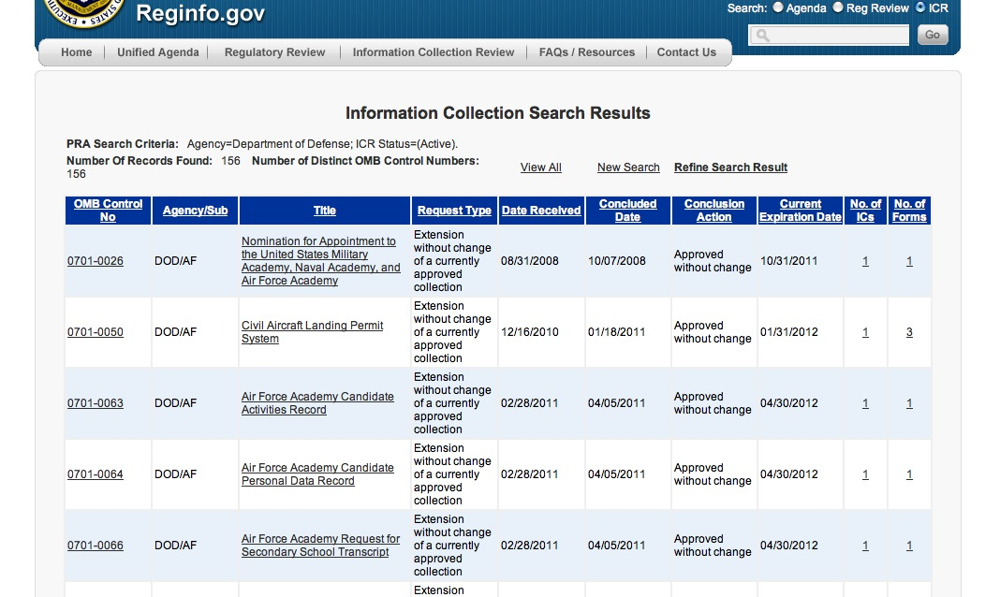 Reginfo.gov
Search: Agenda Reg Review ICR
Go
Home Unified Agenda Regulatory Review Information Collection Review FAQs / Resources Contact Us
Information Collection Search Results
PRA Search Criteria: Agency=Department of Defense; ICR Status=(Active).
Number Of Records Found: 156 Number of Distinct OMB Control Numbers:
156
View All New Search Refine Search Result
OMB Control
No
Agency/Sub
Title
Request Type
Date Received
Concluded
Date
Conclusion
Action
Current
Expiration Date
No. of
ICs
No. of
Forms
0701-0026
DOD/AF
Nomination for Appointment to
the United States Military
Academy, Naval Academy, and
Air Force Academy
Extension
without change
of a currently
approved
collection
08/31/2008
10/07/2008
Approved
without change
10/31/2011
1
1
0701-0050
DOD/AF
Civil Aircraft Landing Permit
System
Extension
without change
of a currently
approved
collection
12/16/2010
01/18/2011
Approved
without change
01/31/2012
1
3
0701-0063
DOD/AF
Air Force Academy Candidate
Activities Record
Extension
without change
of a currently
approved
collection
02/28/2011
04/05/2011
Approved
without change
04/30/2012
1
1
0701-0064
DOD/AF
Air Force Academy Candidate
Personal Data Record
Extension
without change
of a currently
approved
collection
02/28/2011
04/05/2011
Approved
without change
04/30/2012
1
1
0701-0066
DOD/AF
Air Force Academy Request for
Secondary School Transcript
Extension
without change
of a currently
approved
collection
02/28/2011
04/05/2011
Approved
without change
04/30/2012
1
1
Extension